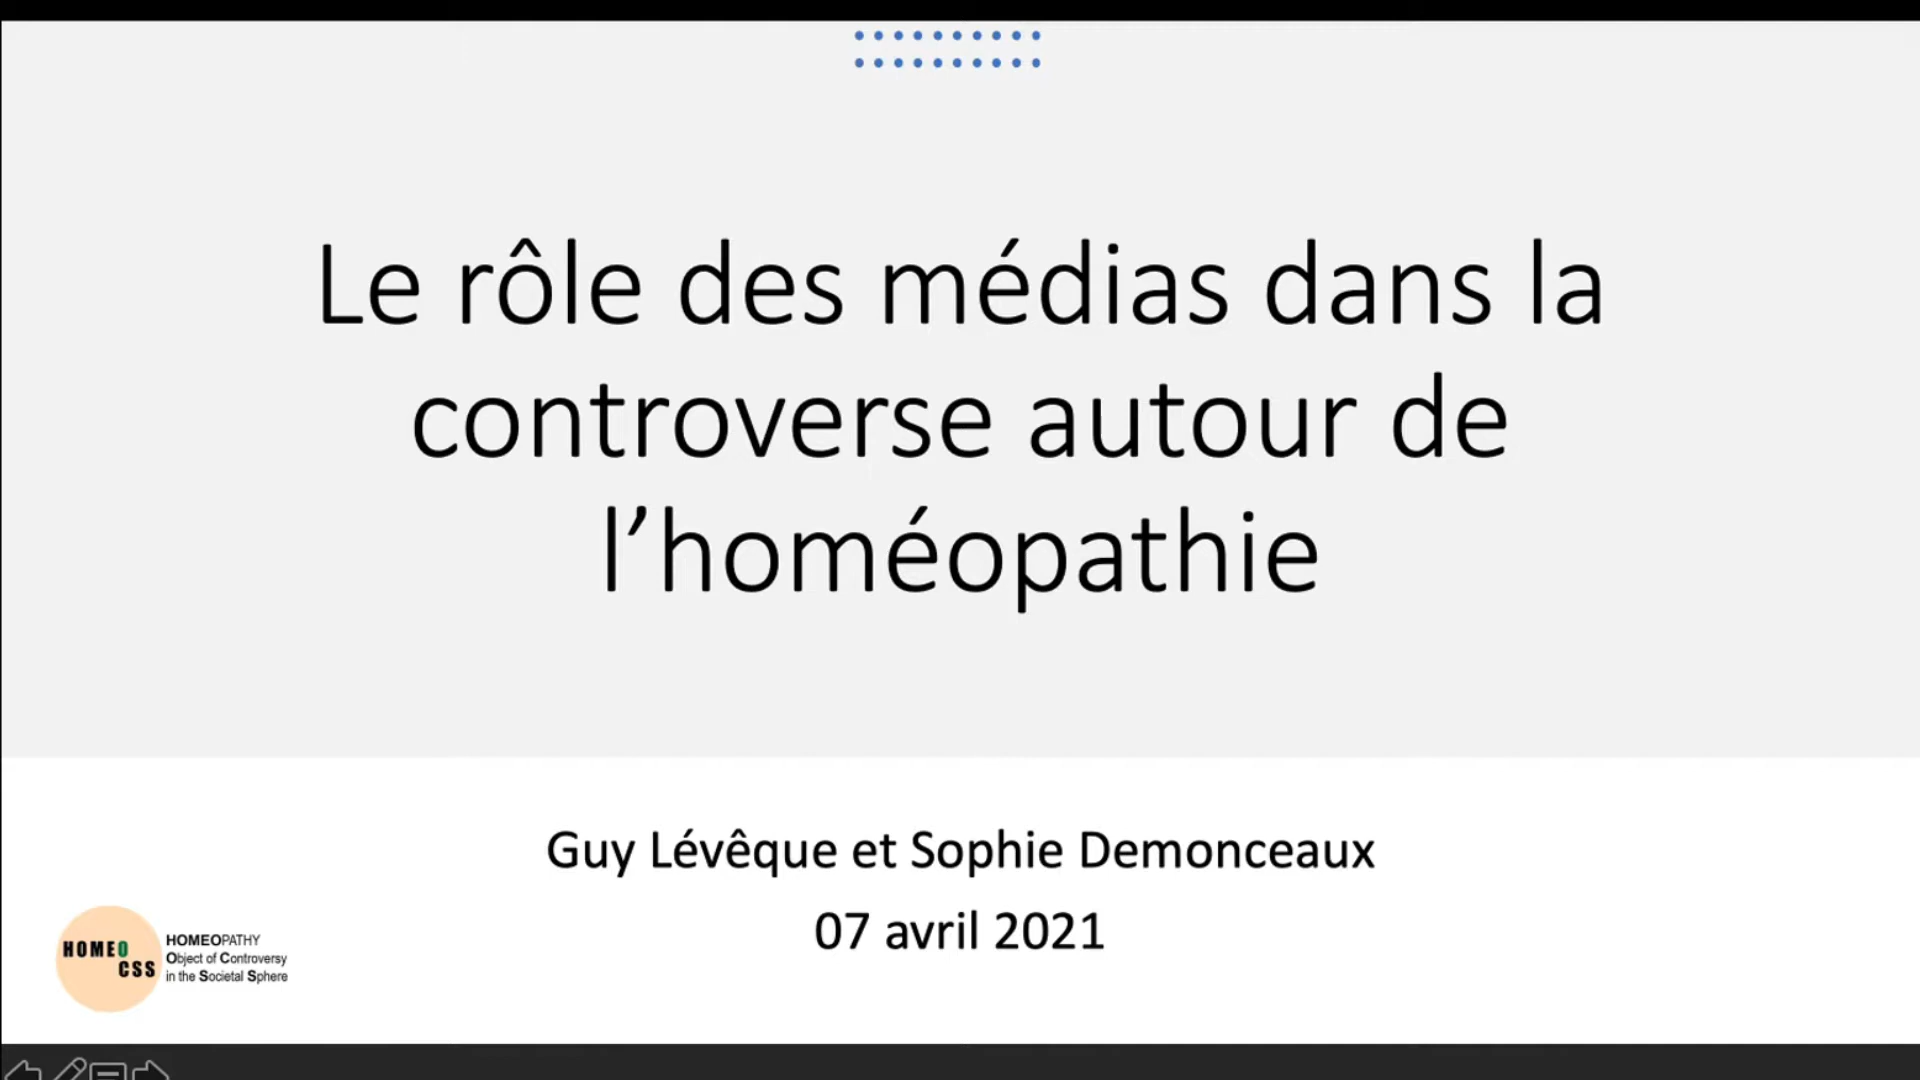 Le rôle des médias dans la
controverse autour de
l’homéopathie
Guy Lévêque et Sophie Demonceaux
07 avril 2021
HOMEO
CSS
HOMEOPATHY
Object of Controversy
in the Societal Sphere